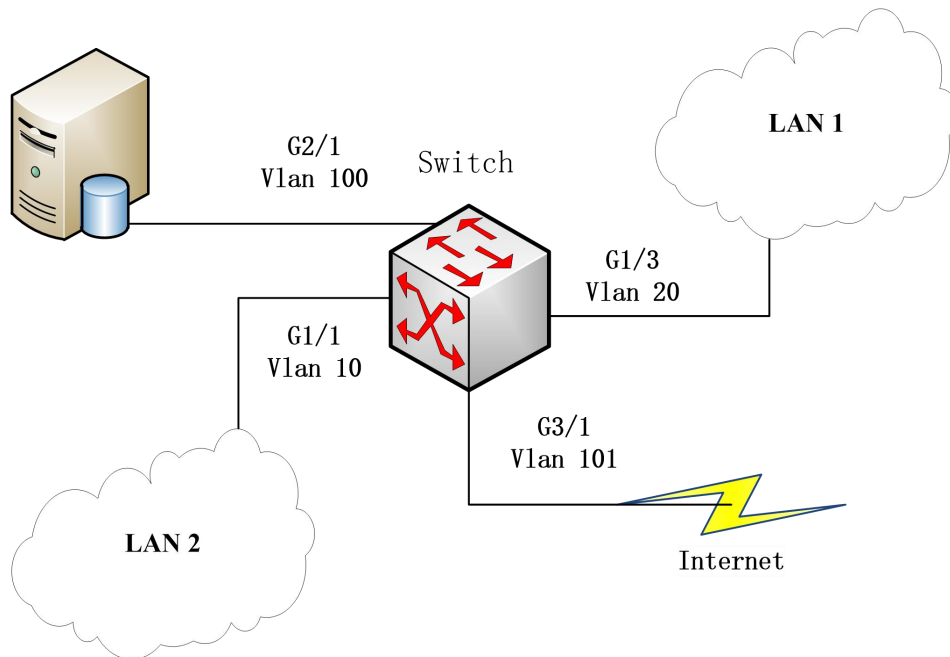 LAN 1
G2/1
Vlan 100
Switch
G1/3
Vlan 20
G1/1
Vlan 10
G3/1
Vlan 101
LAN 2
Internet